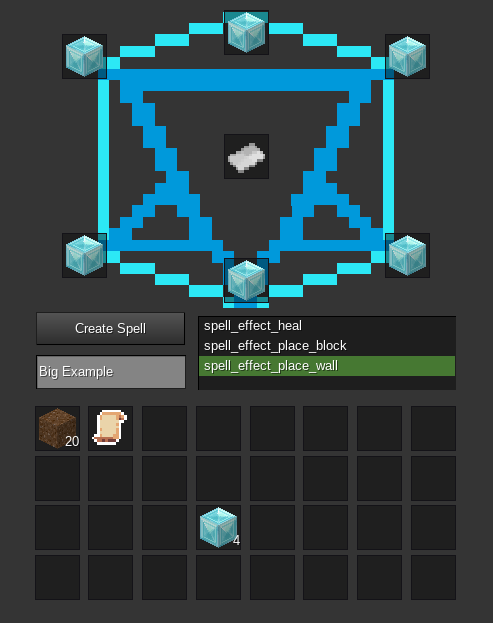 Create Spell
Big Example
spell_effect_heal
spell_effect_place_block
spell_effect_place_wall
20
4